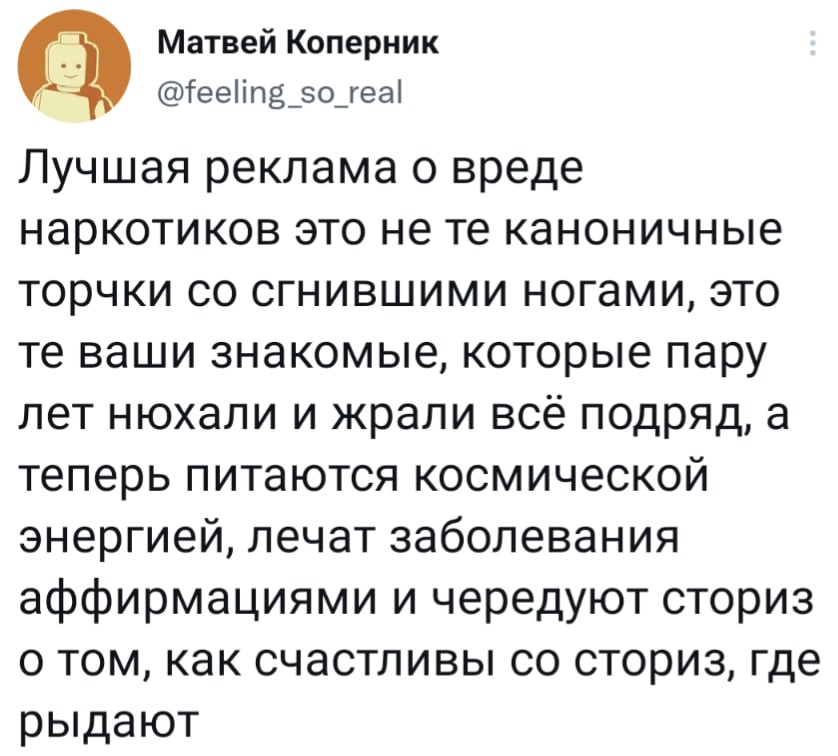 Матвей Коперник
@feeling_so_real
Лучшая реклама о вреде
наркотиков это не те каноничные
торчки со сгнившими ногами, это
те ваши знакомые, которые пару
лет нюхали и жрали всё подряд, а
теперь питаются космической
энергией, лечат заболевания
аффирмациями и чередуют сториз
о том, как счастливы со сториз, где
рыдают